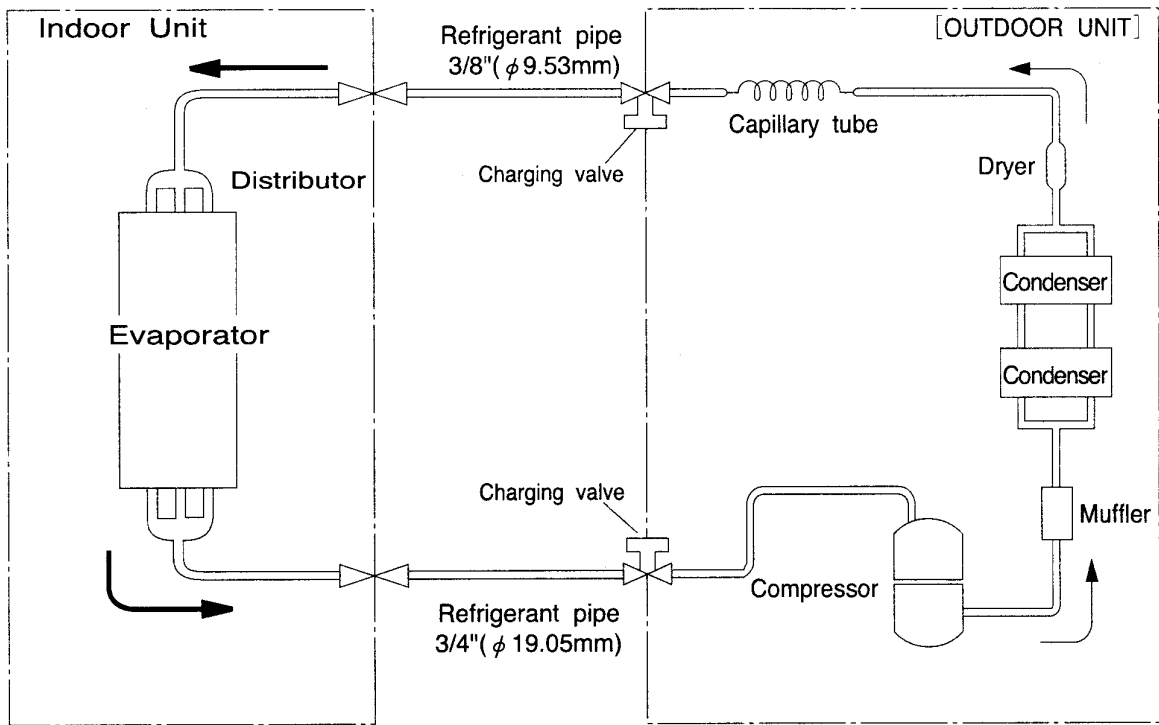 Indoor Unit
Refrigerant pipe
3/8"(φ9.53mm)
[OUTDOOR UNIT]
Capillary tube
Charging valve
Distributor
Dryer
Condenser
Evaporator
Condenser
Charging valve
Muffler
Compressor
Refrigerant pipe
3/4"(φ19.05mm)